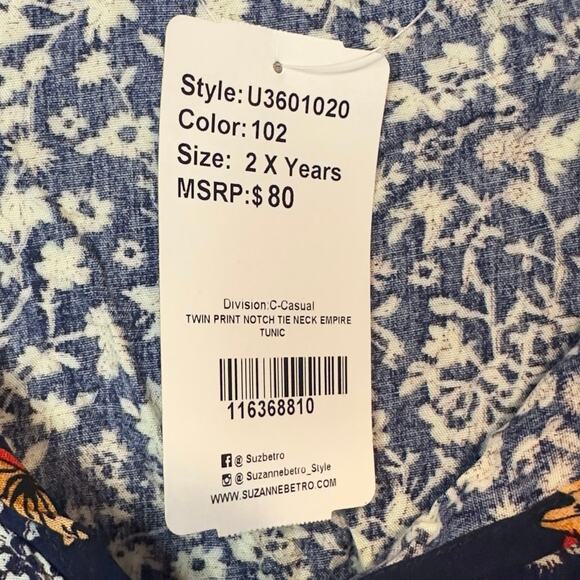 Style: U3601020
Color: 102
Size: 2 X Years
MSRP:$ 80
Division:C-Casual
TWIN PRINT NOTCH TIE NECK EMPIRE
TUNIC
116368810
@ Suzbetro
@ Suzannebetro_Style
WWW.SUZANNEBETRO.COM